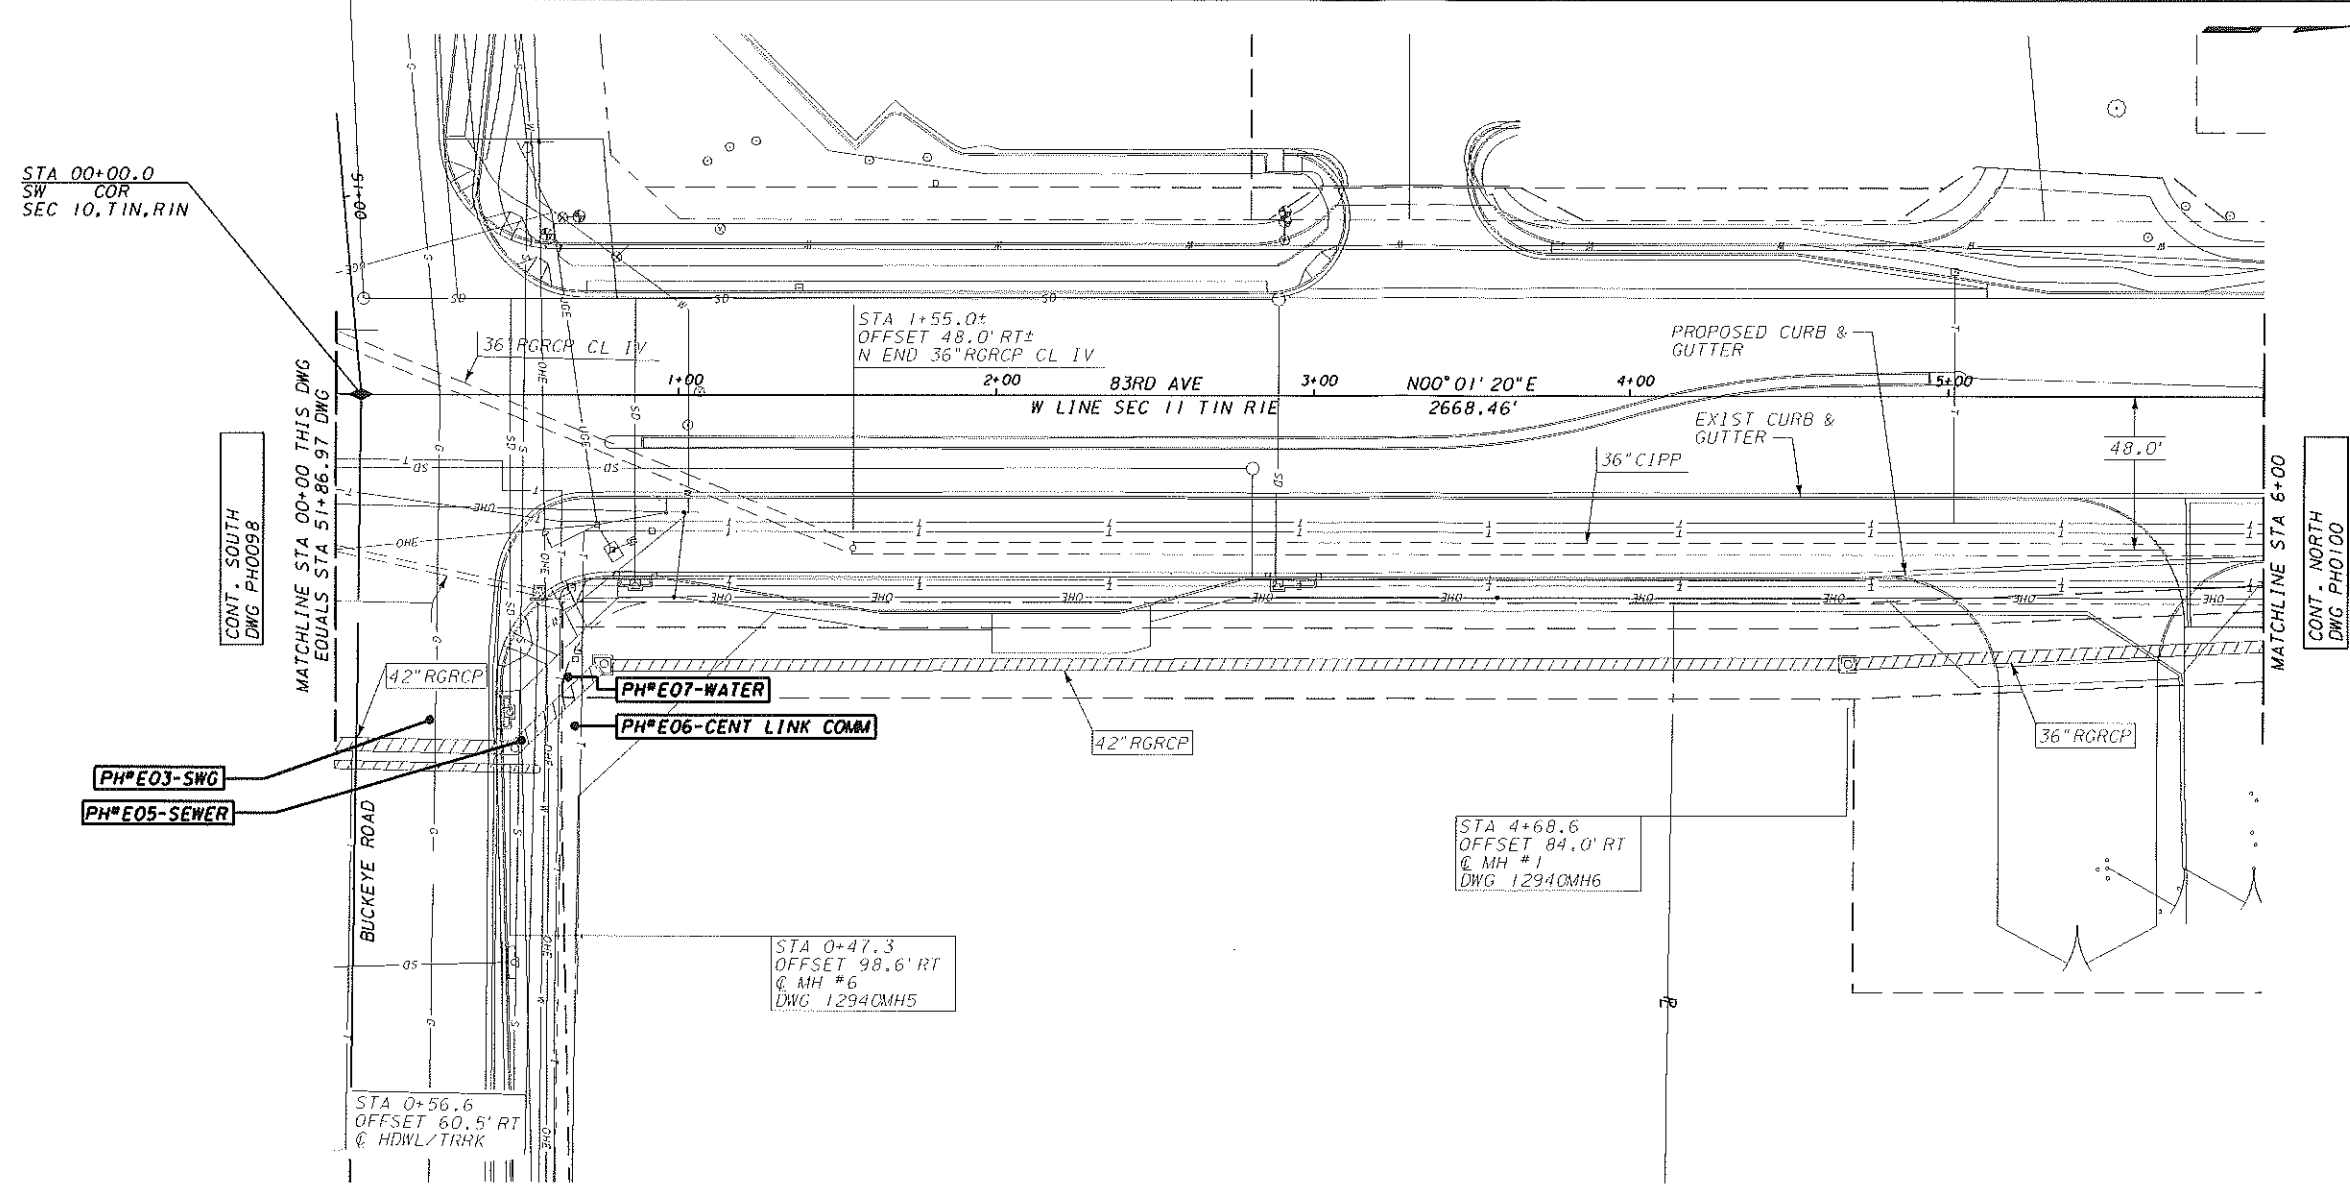 STA 00+00.0
SW COR
SEC 10, T1N, R1N
51+00
CONT. SOUTH
DWG PH0098
MATCHLINE STA 00+00 THIS DWG
EQUALS STA 51+86.97 DWG
36"RGRCP CL IV
STA 1+55.0±
OFFSET 48.0' RT±
N END 36"RGRCP CL IV
PROPOSED CURB &
GUTTER
1+00
2+00
83RD AVE
3+00
N00°01'20"E
4+00
5+00
W LINE SEC 11 T1N R1E
2668.46'
EXIST CURB &
GUTTER
36"CIPP
48.0'
MATCHLINE STA 6+00
CONT. NORTH
DWG PH0100
42"RGRCP
PH#E07-WATER
PH#E06-CENT LINK COMM
42"RGRCP
36"RGRCP
PH#E03-SWG
PH#E05-SEWER
BUCKEYE ROAD
STA 4+68.6
OFFSET 84.0' RT
℄ MH #1
DWG 12940MH6
STA 0+47.3
OFFSET 98.6' RT
℄ MH #6
DWG 12940MH5
STA 0+56.6
OFFSET 60.5' RT
℄ HDWL/TRRK